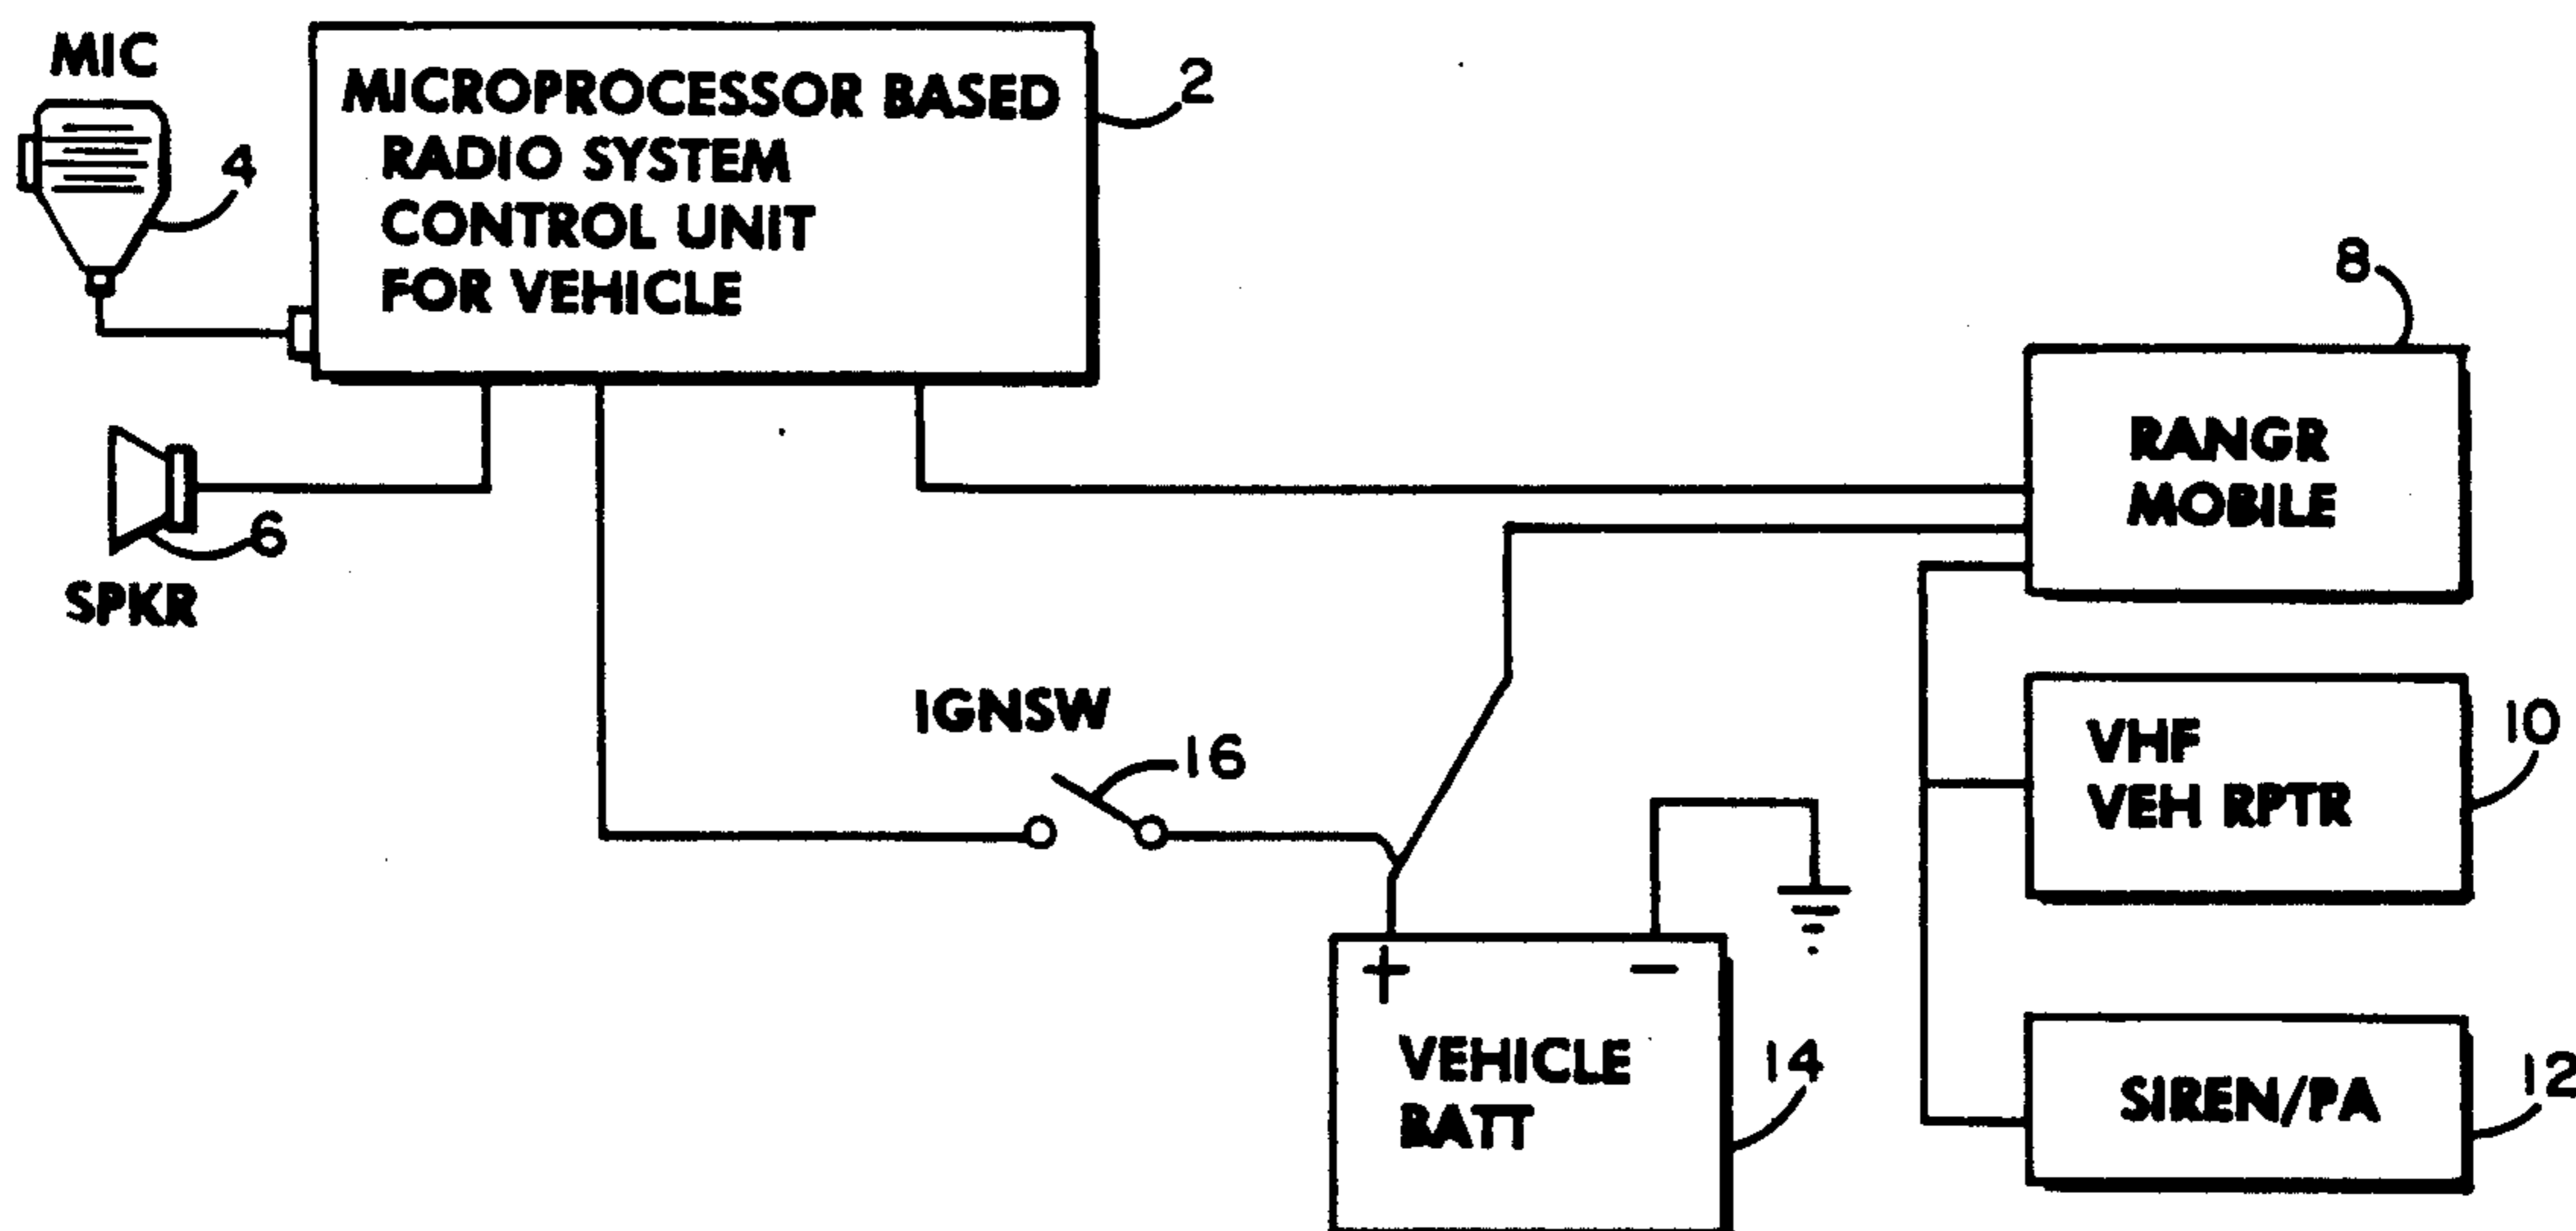 MIC
MICROPROCESSOR BASED
RADIO SYSTEM
CONTROL UNIT
FOR VEHICLE
2
4
6
SPKR
8
RANGR
MOBILE
IGNSW
16
VHF
VEH RPTR
10
+
−
VEHICLE
BATT
14
SIREN/PA
12